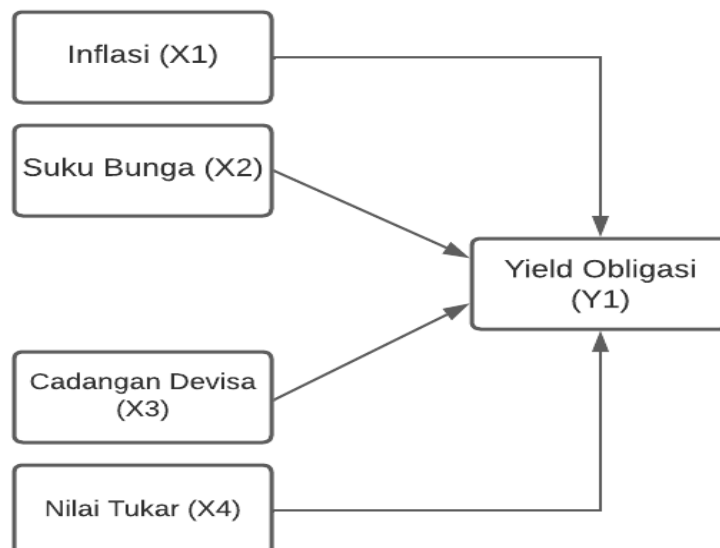 Inflasi (X1)
Suku Bunga (X2)
Yield Obligasi
(Y1)
Cadangan Devisa
(X3)
Nilai Tukar (X4)